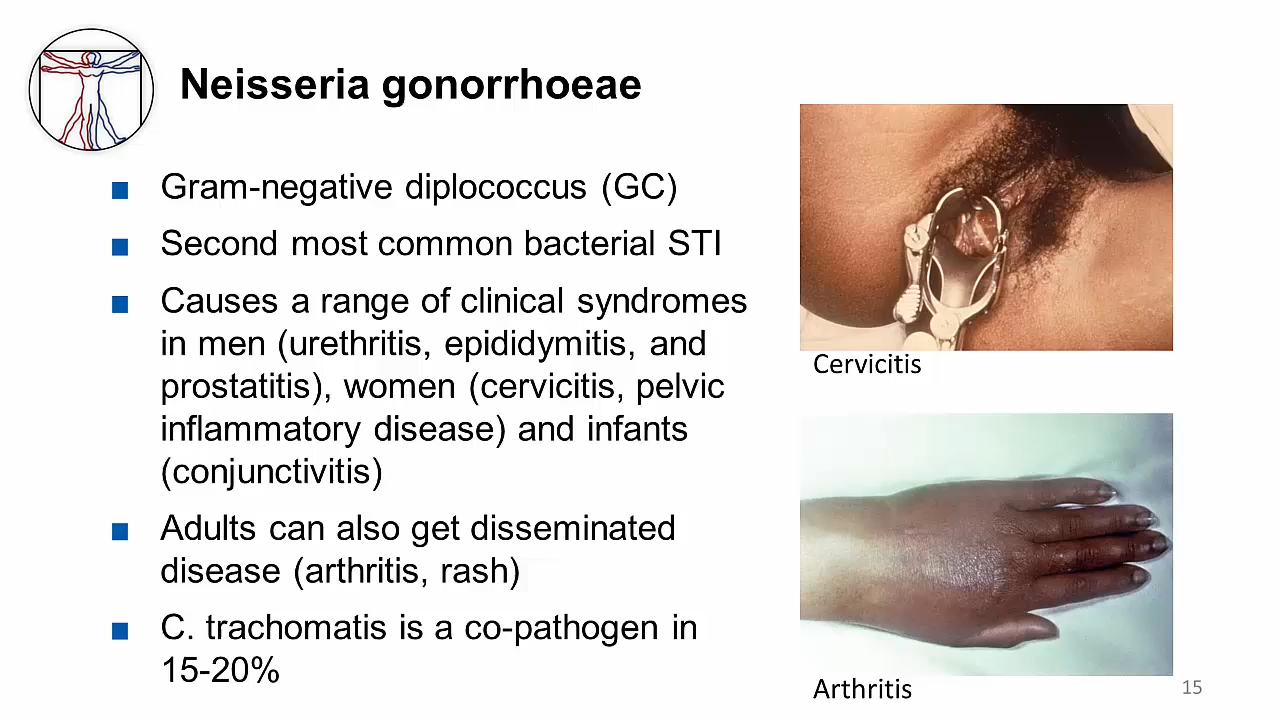 Neisseria gonorrhoeae
Gram-negative diplococcus (GC)
Second most common bacterial STI
Causes a range of clinical syndromes
in men (urethritis, epididymitis, and
prostatitis), women (cervicitis, pelvic
inflammatory disease) and infants
(conjunctivitis)
Adults can also get disseminated
disease (arthritis, rash)
C. trachomatis is a co-pathogen in
15-20%
Cervicitis
Arthritis
15